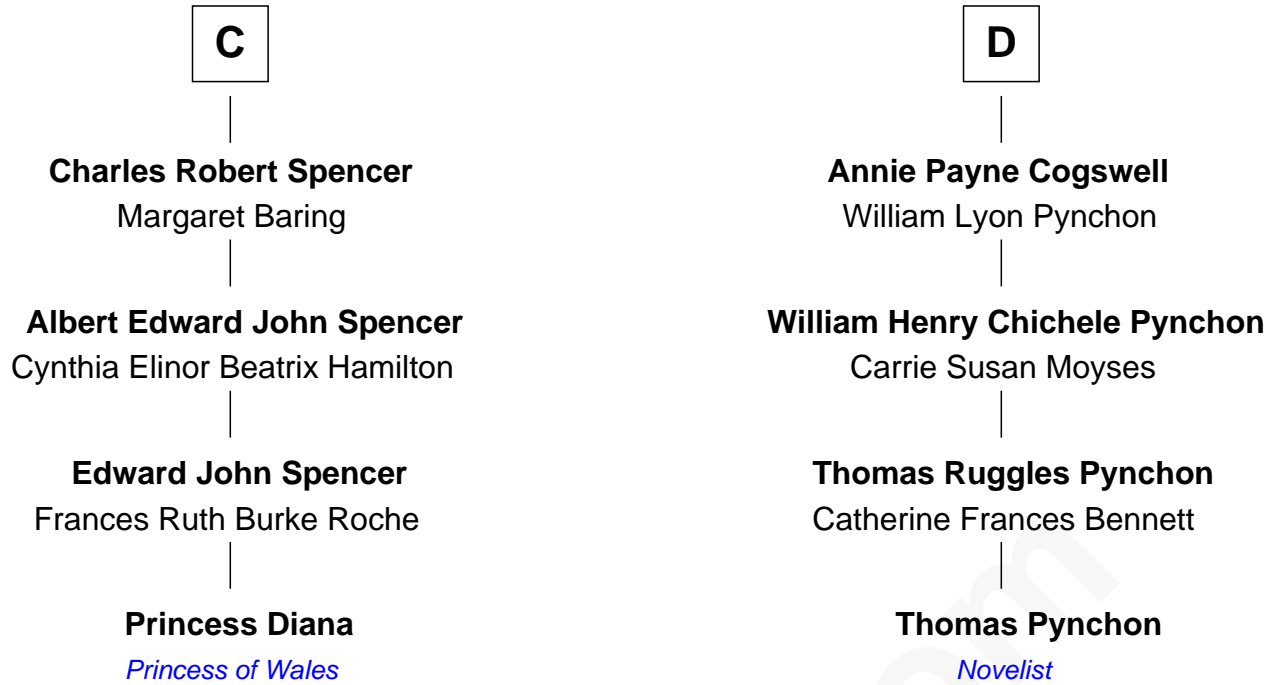 C
Charles Robert Spencer
Margaret Baring
Albert Edward John Spencer
Cynthia Elinor Beatrix Hamilton
Edward John Spencer
Frances Ruth Burke Roche
Princess Diana
Princess of Wales
D
Annie Payne Cogswell
William Lyon Pynchon
William Henry Chichele Pynchon
Carrie Susan Moyses
Thomas Ruggles Pynchon
Catherine Frances Bennett
Thomas Pynchon
Novelist